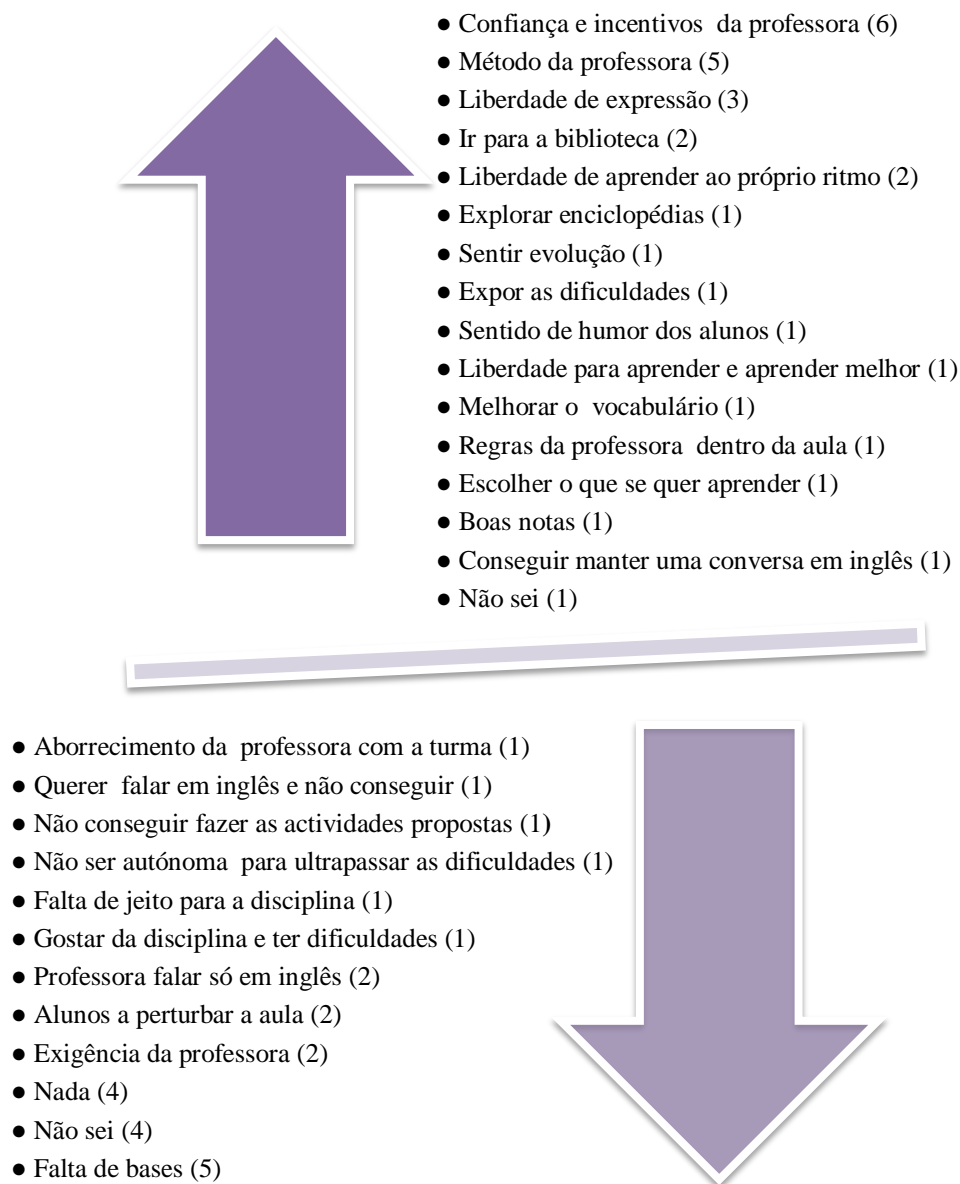 ● Confiança e incentivos da professora (6)
● Método da professora (5)
● Liberdade de expressão (3)
● Ir para a biblioteca (2)
● Liberdade de aprender ao próprio ritmo (2)
● Explorar enciclopédias (1)
● Sentir evolução (1)
● Expor as dificuldades (1)
● Sentido de humor dos alunos (1)
● Liberdade para aprender e aprender melhor (1)
● Melhorar o vocabulário (1)
● Regras da professora dentro da aula (1)
● Escolher o que se quer aprender (1)
● Boas notas (1)
● Conseguir manter uma conversa em inglês (1)
● Não sei (1)
● Aborrecimento da professora com a turma (1)
● Querer falar em inglês e não conseguir (1)
● Não conseguir fazer as actividades propostas (1)
● Não ser autónoma para ultrapassar as dificuldades (1)
● Falta de jeito para a disciplina (1)
● Gostar da disciplina e ter dificuldades (1)
● Professora falar só em inglês (2)
● Alunos a perturbar a aula (2)
● Exigência da professora (2)
● Nada (4)
● Não sei (4)
● Falta de bases (5)